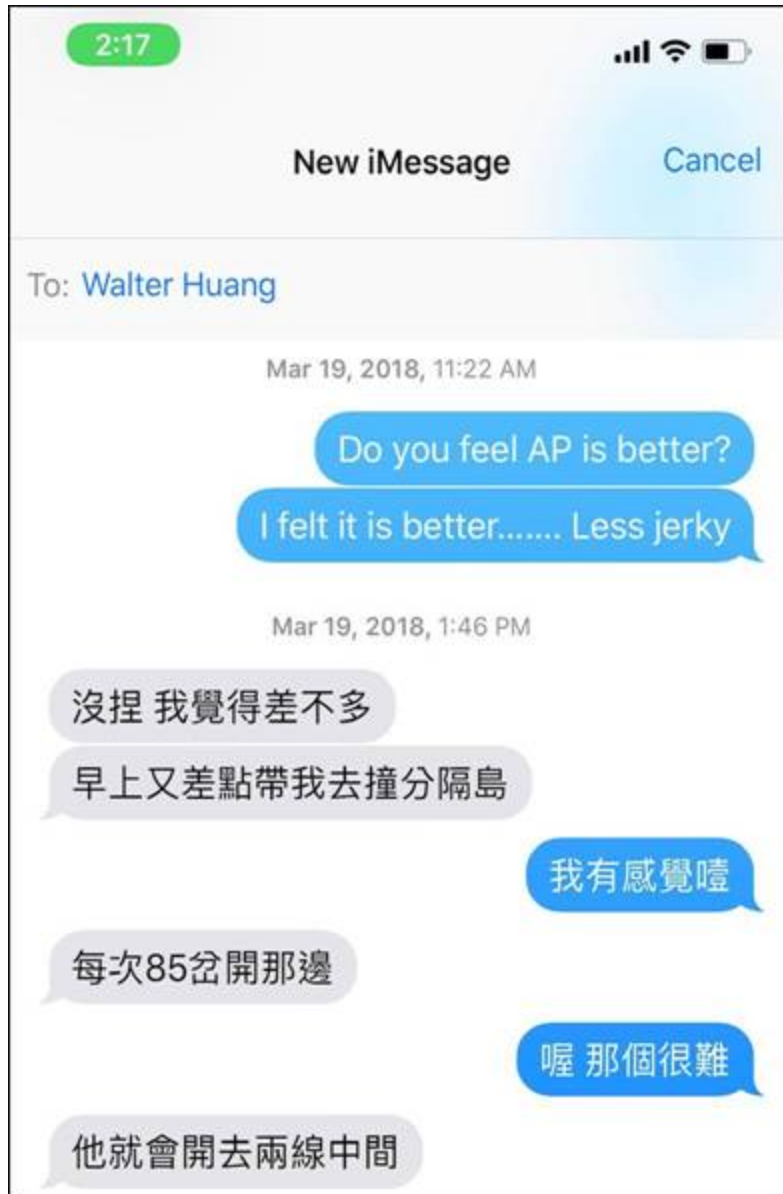 2:17
New iMessage
Cancel
To: Walter Huang
Mar 19, 2018, 11:22 AM
Do you feel AP is better?
I felt it is better....... Less jerky
Mar 19, 2018, 1:46 PM
沒捏 我覺得差不多
早上又差點帶我去撞分隔島
我有感覺噎
每次85岔開那邊
喔 那個很難
他就會開去兩線中間